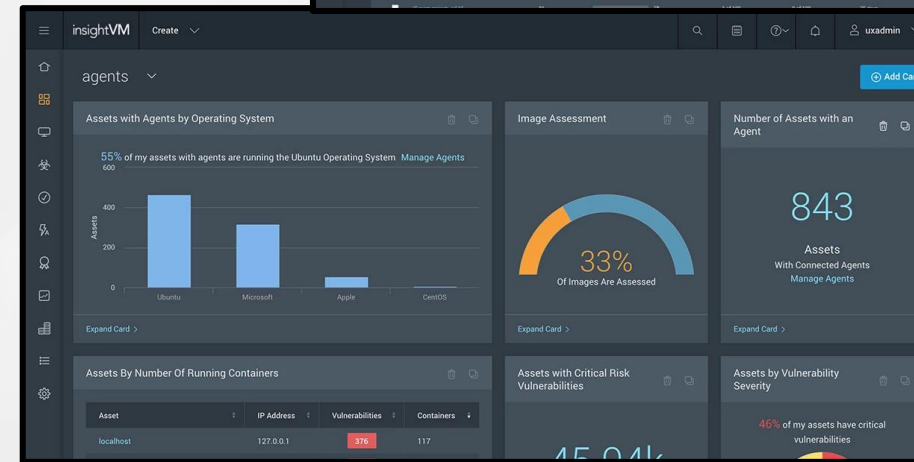 insightVM
Create
uxadmin
agents
Add Car
Assets with Agents by Operating System
55% of my assets with agents are running the Ubuntu Operating System Manage Agents
600
400
200
0
Assets
Ubuntu
Microsoft
Apple
CentOS
Expand Card >
Image Assessment
33%
Of Images Are Assessed
Expand Card >
Number of Assets with an
Agent
843
Assets
With Connected Agents
Manage Agents
Expand Card >
Assets By Number Of Running Containers
Asset IP Address Vulnerabilities Containers
localhost 127.0.0.1 376 117
Assets with Critical Risk
Vulnerabilities
Assets by Vulnerability
Severity
46% of my assets have critical
vulnerabilities